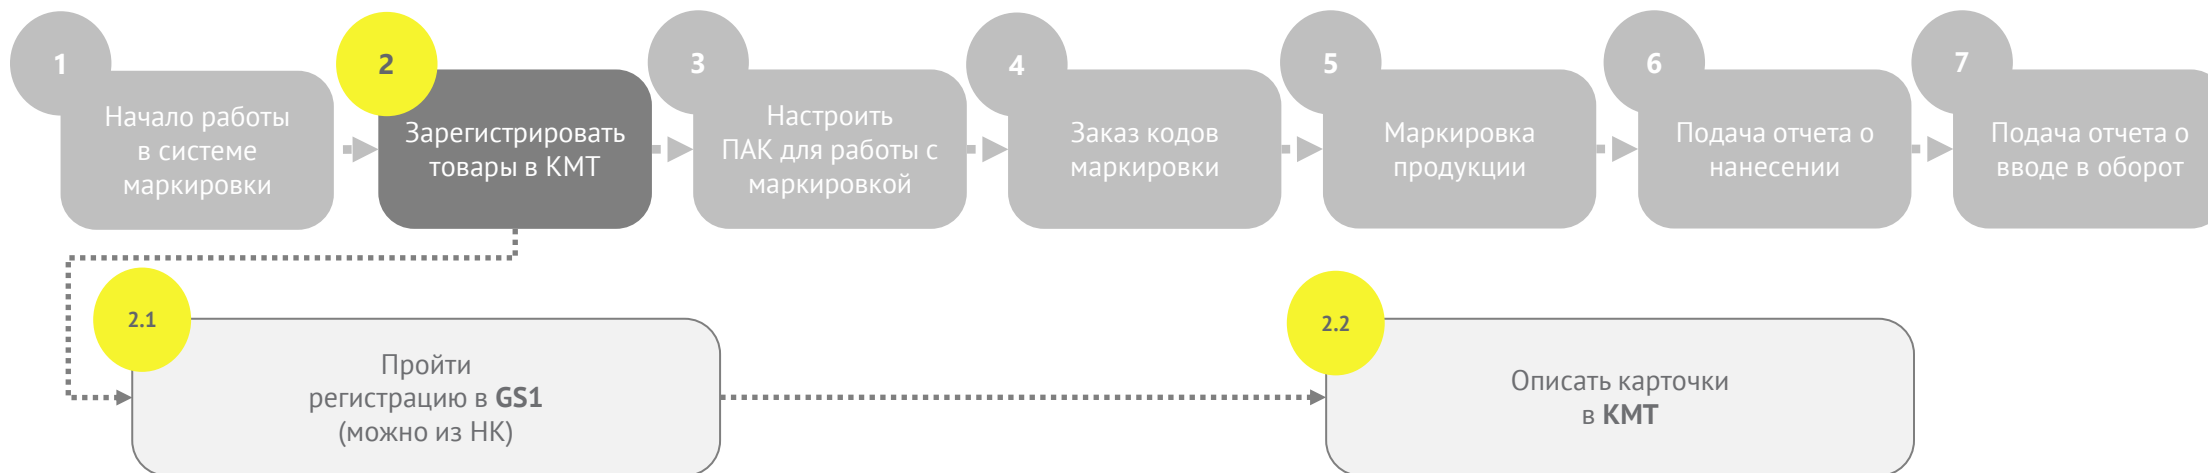 1
Начало работы
в системе
маркировки
2
Зарегистрировать
товары в КМТ
3
Настроить
ПАК для работы с
маркировкой
4
Заказ кодов
маркировки
5
Маркировка
продукции
6
Подача отчета о
нанесении
7
Подача отчета о
вводе в оборот
2.1
Пройти
регистрацию в GS1
(можно из НК)
2.2
Описать карточки
в КМТ